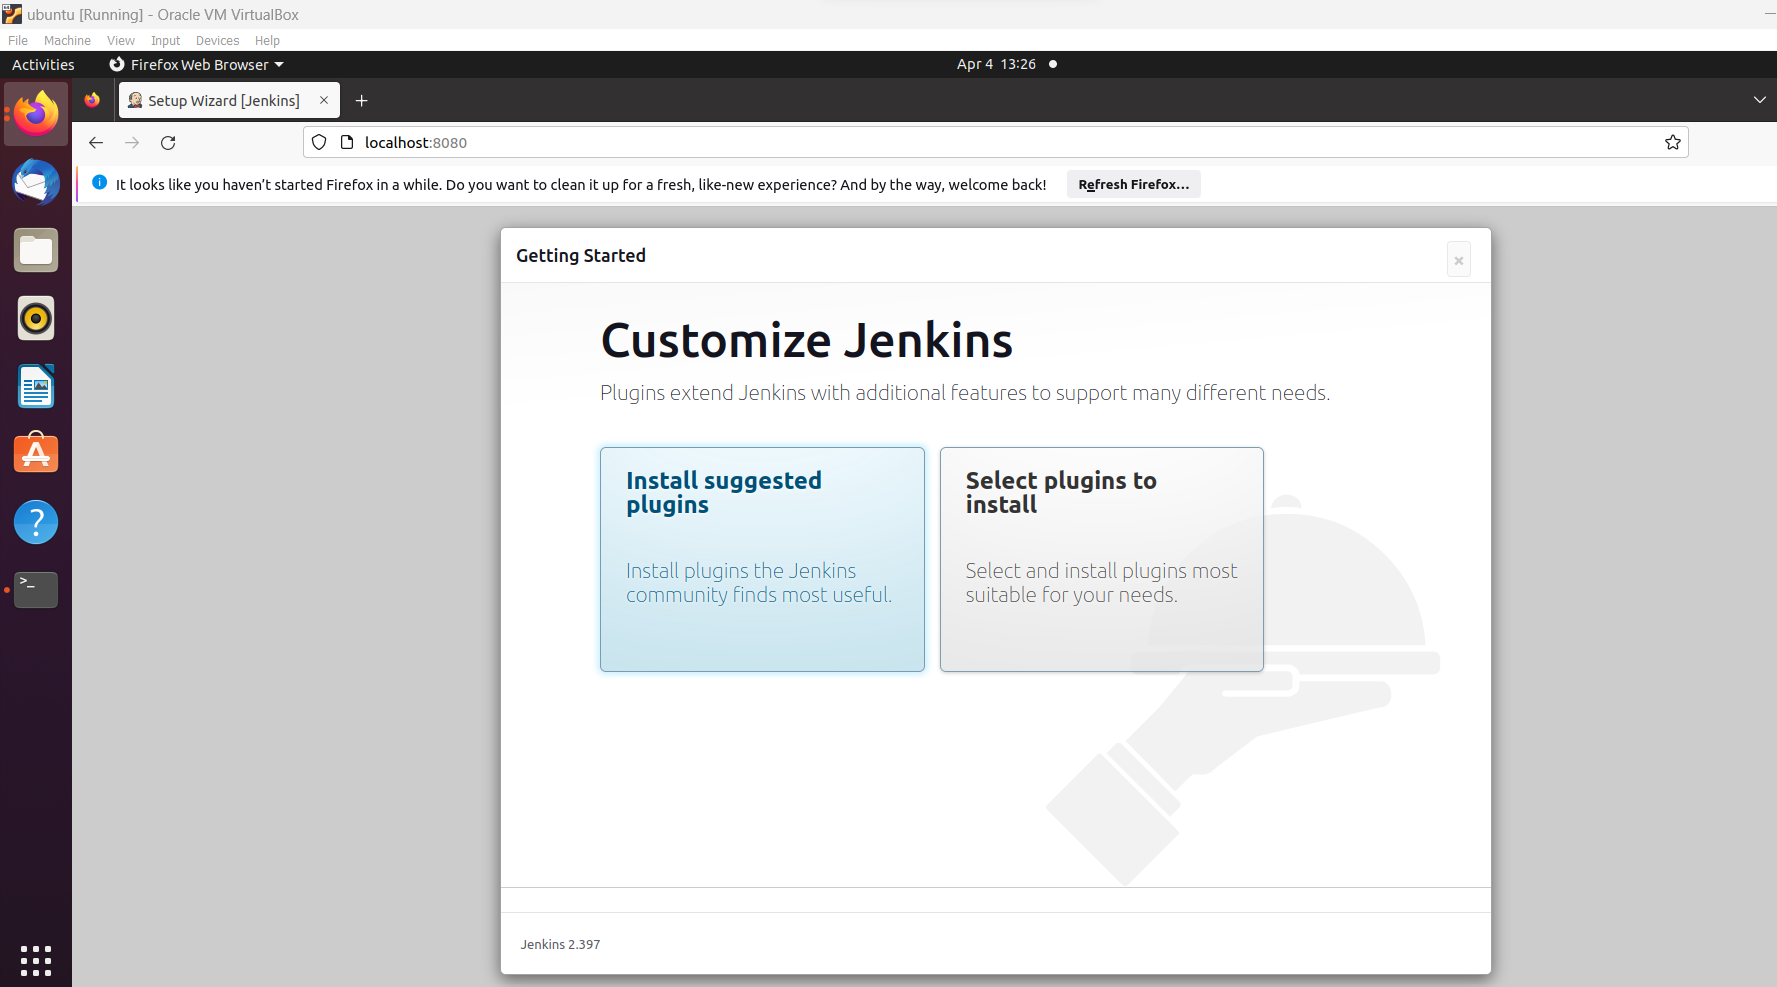 ubuntu [Running] - Oracle VM VirtualBox
File Machine View Input Devices Help
Activities Firefox Web Browser Apr 4 13:26
Setup Wizard [Jenkins]
localhost:8080
It looks like you haven’t started Firefox in a while. Do you want to clean it up for a fresh, like-new experience? And by the way, welcome back! Refresh Firefox…
Getting Started
Customize Jenkins
Plugins extend Jenkins with additional features to support many different needs.
Install suggested
plugins
Install plugins the Jenkins
community finds most useful.
Select plugins to
install
Select and install plugins most
suitable for your needs.
Jenkins 2.397